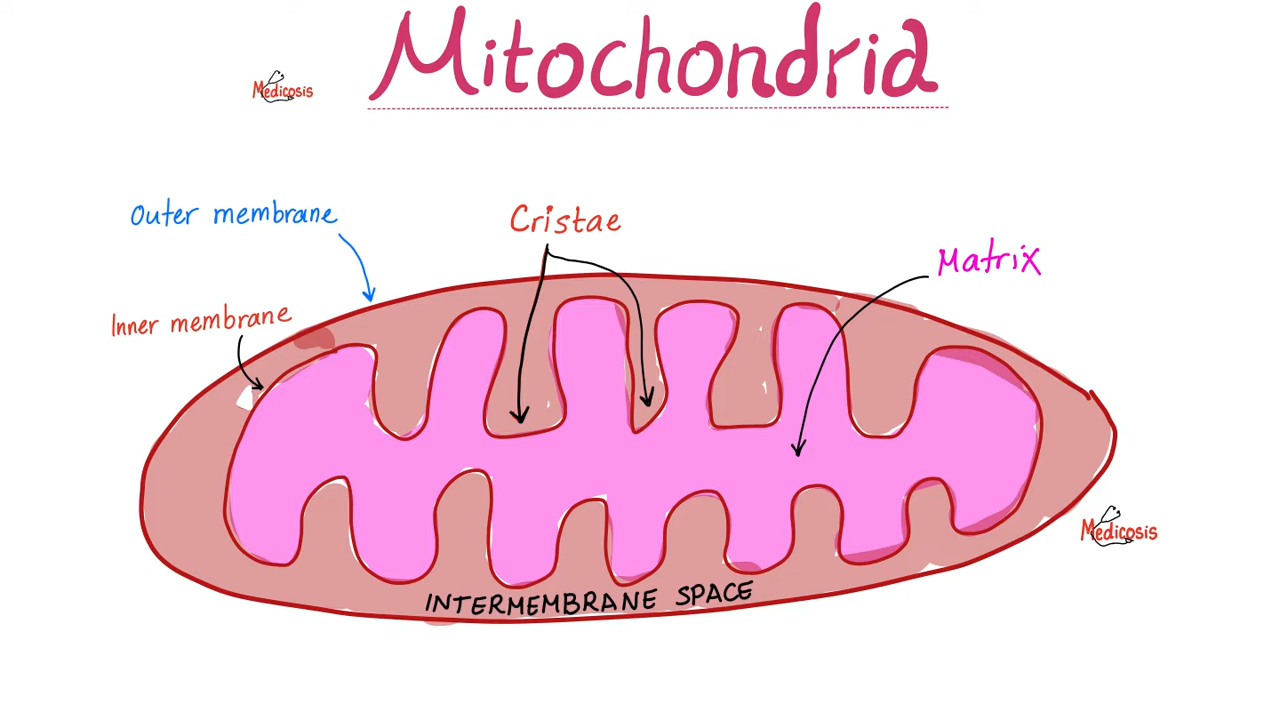 Mitochondria
Medicosis
Outer membrane
Cristae
Matrix
Inner membrane
Medicosis
INTERMEMBRANE SPACE